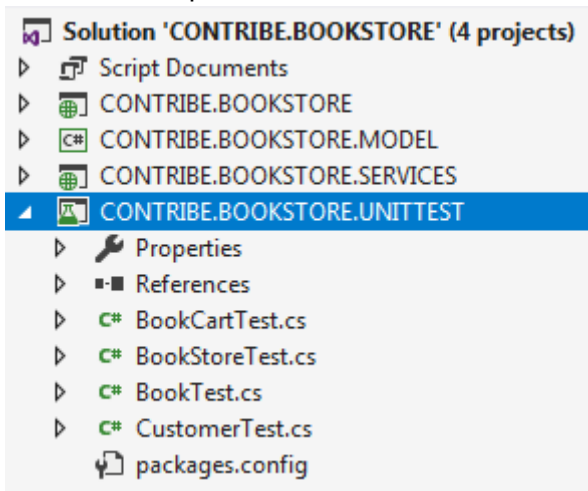 Solution 'CONTRIBE.BOOKSTORE' (4 projects)
Script Documents
CONTRIBE.BOOKSTORE
C# CONTRIBE.BOOKSTORE.MODEL
CONTRIBE.BOOKSTORE.SERVICES
CONTRIBE.BOOKSTORE.UNITTEST
Properties
References
C# BookCartTest.cs
C# BookStoreTest.cs
C# BookTest.cs
C# CustomerTest.cs
packages.config